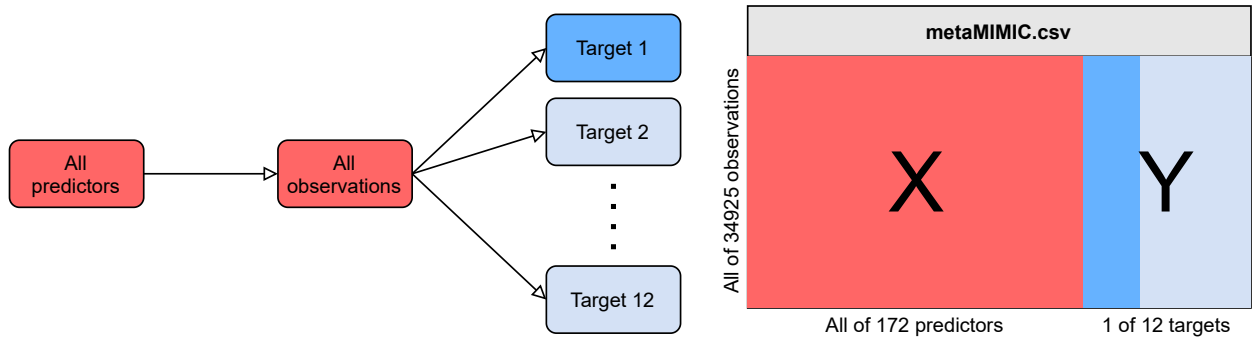 All
predictors
All
observations
Target 1
Target 2
Target 12
metaMIMIC.csv
All of 34925 observations
X
Y
All of 172 predictors
1 of 12 targets